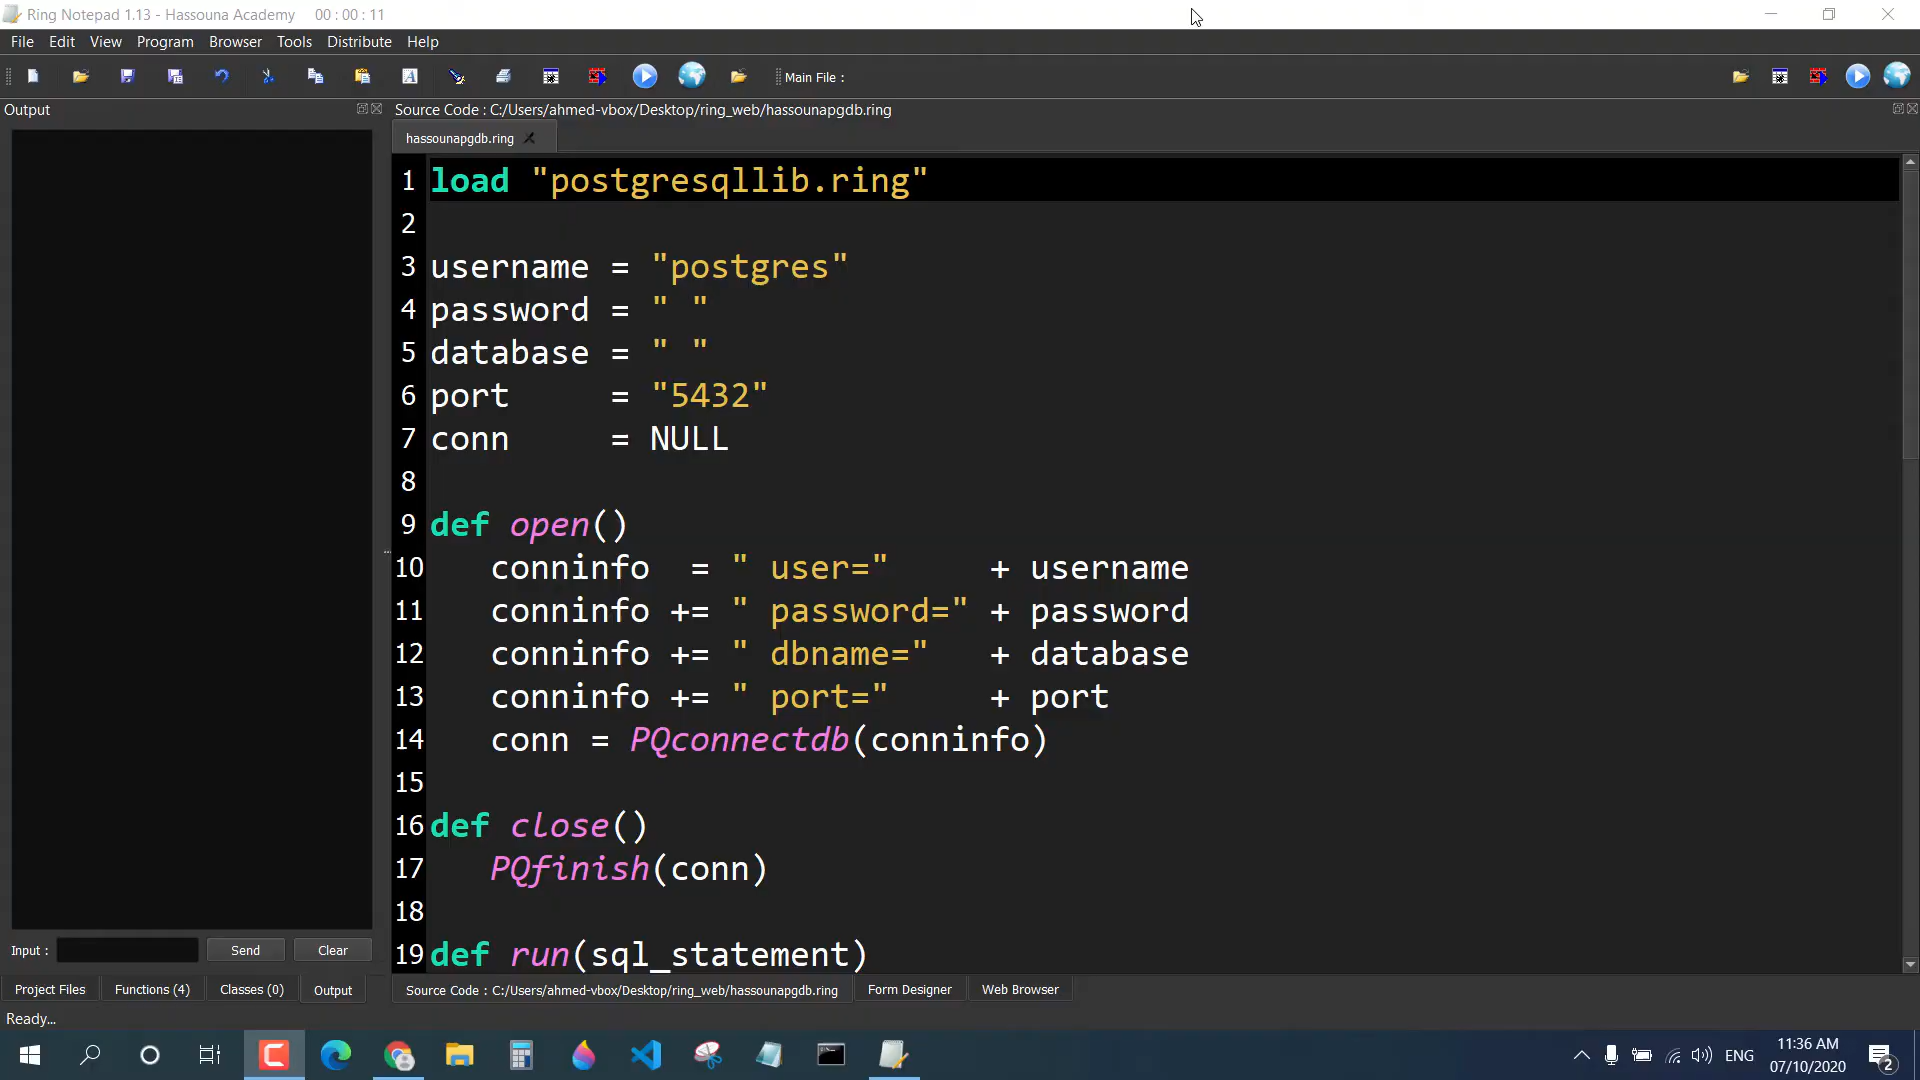 Ring Notepad 1.13 - Hassouna Academy 00 : 00 : 11
File Edit View Program Browser Tools Distribute Help
Main File :
Output
Source Code : C:/Users/ahmed-vbox/Desktop/ring_web/hassounapgdb.ring
hassounapgdb.ring
1 load "postgresqllib.ring"
2
3 username = "postgres"
4 password = " "
5 database = " "
6 port     = "5432"
7 conn     = NULL
8
9 def open()
10    conninfo  = " user="     + username
11    conninfo += " password=" + password
12    conninfo += " dbname="   + database
13    conninfo += " port="     + port
14    conn = PQconnectdb(conninfo)
15
16 def close()
17    PQfinish(conn)
18
19 def run(sql_statement)
Input : Send Clear
Project Files Functions (4) Classes (0) Output
Source Code : C:/Users/ahmed-vbox/Desktop/ring_web/hassounapgdb.ring Form Designer Web Browser
Ready...
ENG
11:36 AM
07/10/2020
2